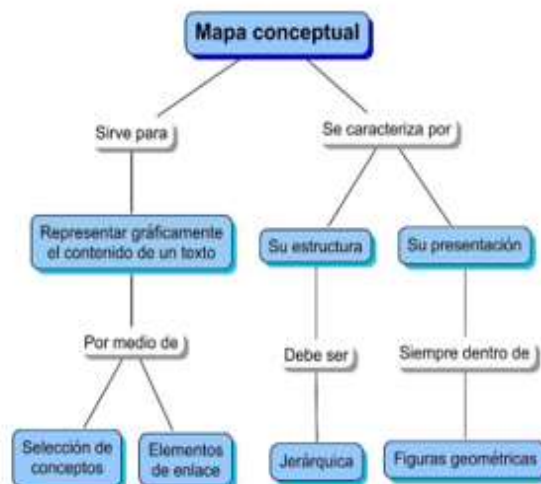 Mapa conceptual
Sirve para
Se caracteriza por
Representar gráficamente
el contenido de un texto
Su estructura
Su presentación
Por medio de
Debe ser
Siempre dentro de
Selección de
conceptos
Elementos
de enlace
Jerárquica
Figuras geométricas